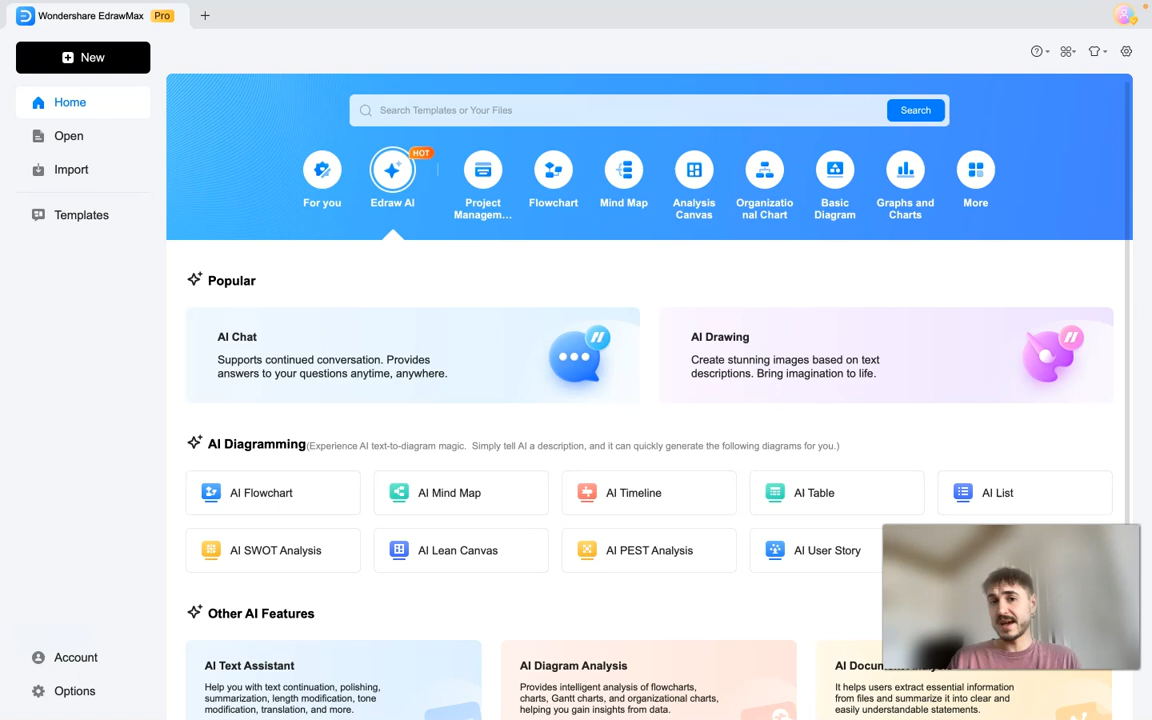 Wondershare EdrawMax Pro
New
Home
Open
Import
Templates
Account
Options
Search Templates or Your Files
Search
HOT
For you
Edraw AI
Project
Managem...
Flowchart
Mind Map
Analysis
Canvas
Organizatio
nal Chart
Basic
Diagram
Graphs and
Charts
More
Popular
AI Chat
Supports continued conversation. Provides
answers to your questions anytime, anywhere.
AI Drawing
Create stunning images based on text
descriptions. Bring imagination to life.
AI Diagramming(Experience AI text-to-diagram magic. Simply tell AI a description, and it can quickly generate the following diagrams for you.)
AI Flowchart
AI Mind Map
AI Timeline
AI Table
AI List
AI SWOT Analysis
AI Lean Canvas
AI PEST Analysis
AI User Story
Other AI Features
AI Text Assistant
Help you with text continuation, polishing,
summarization, length modification, tone
modification, translation, and more.
AI Diagram Analysis
Provides intelligent analysis of flowcharts,
charts, Gantt charts, and organizational charts,
helping you gain insights from data.
AI
It helps users extract essential information
from files and summarize it into clear and
easily understandable statements.